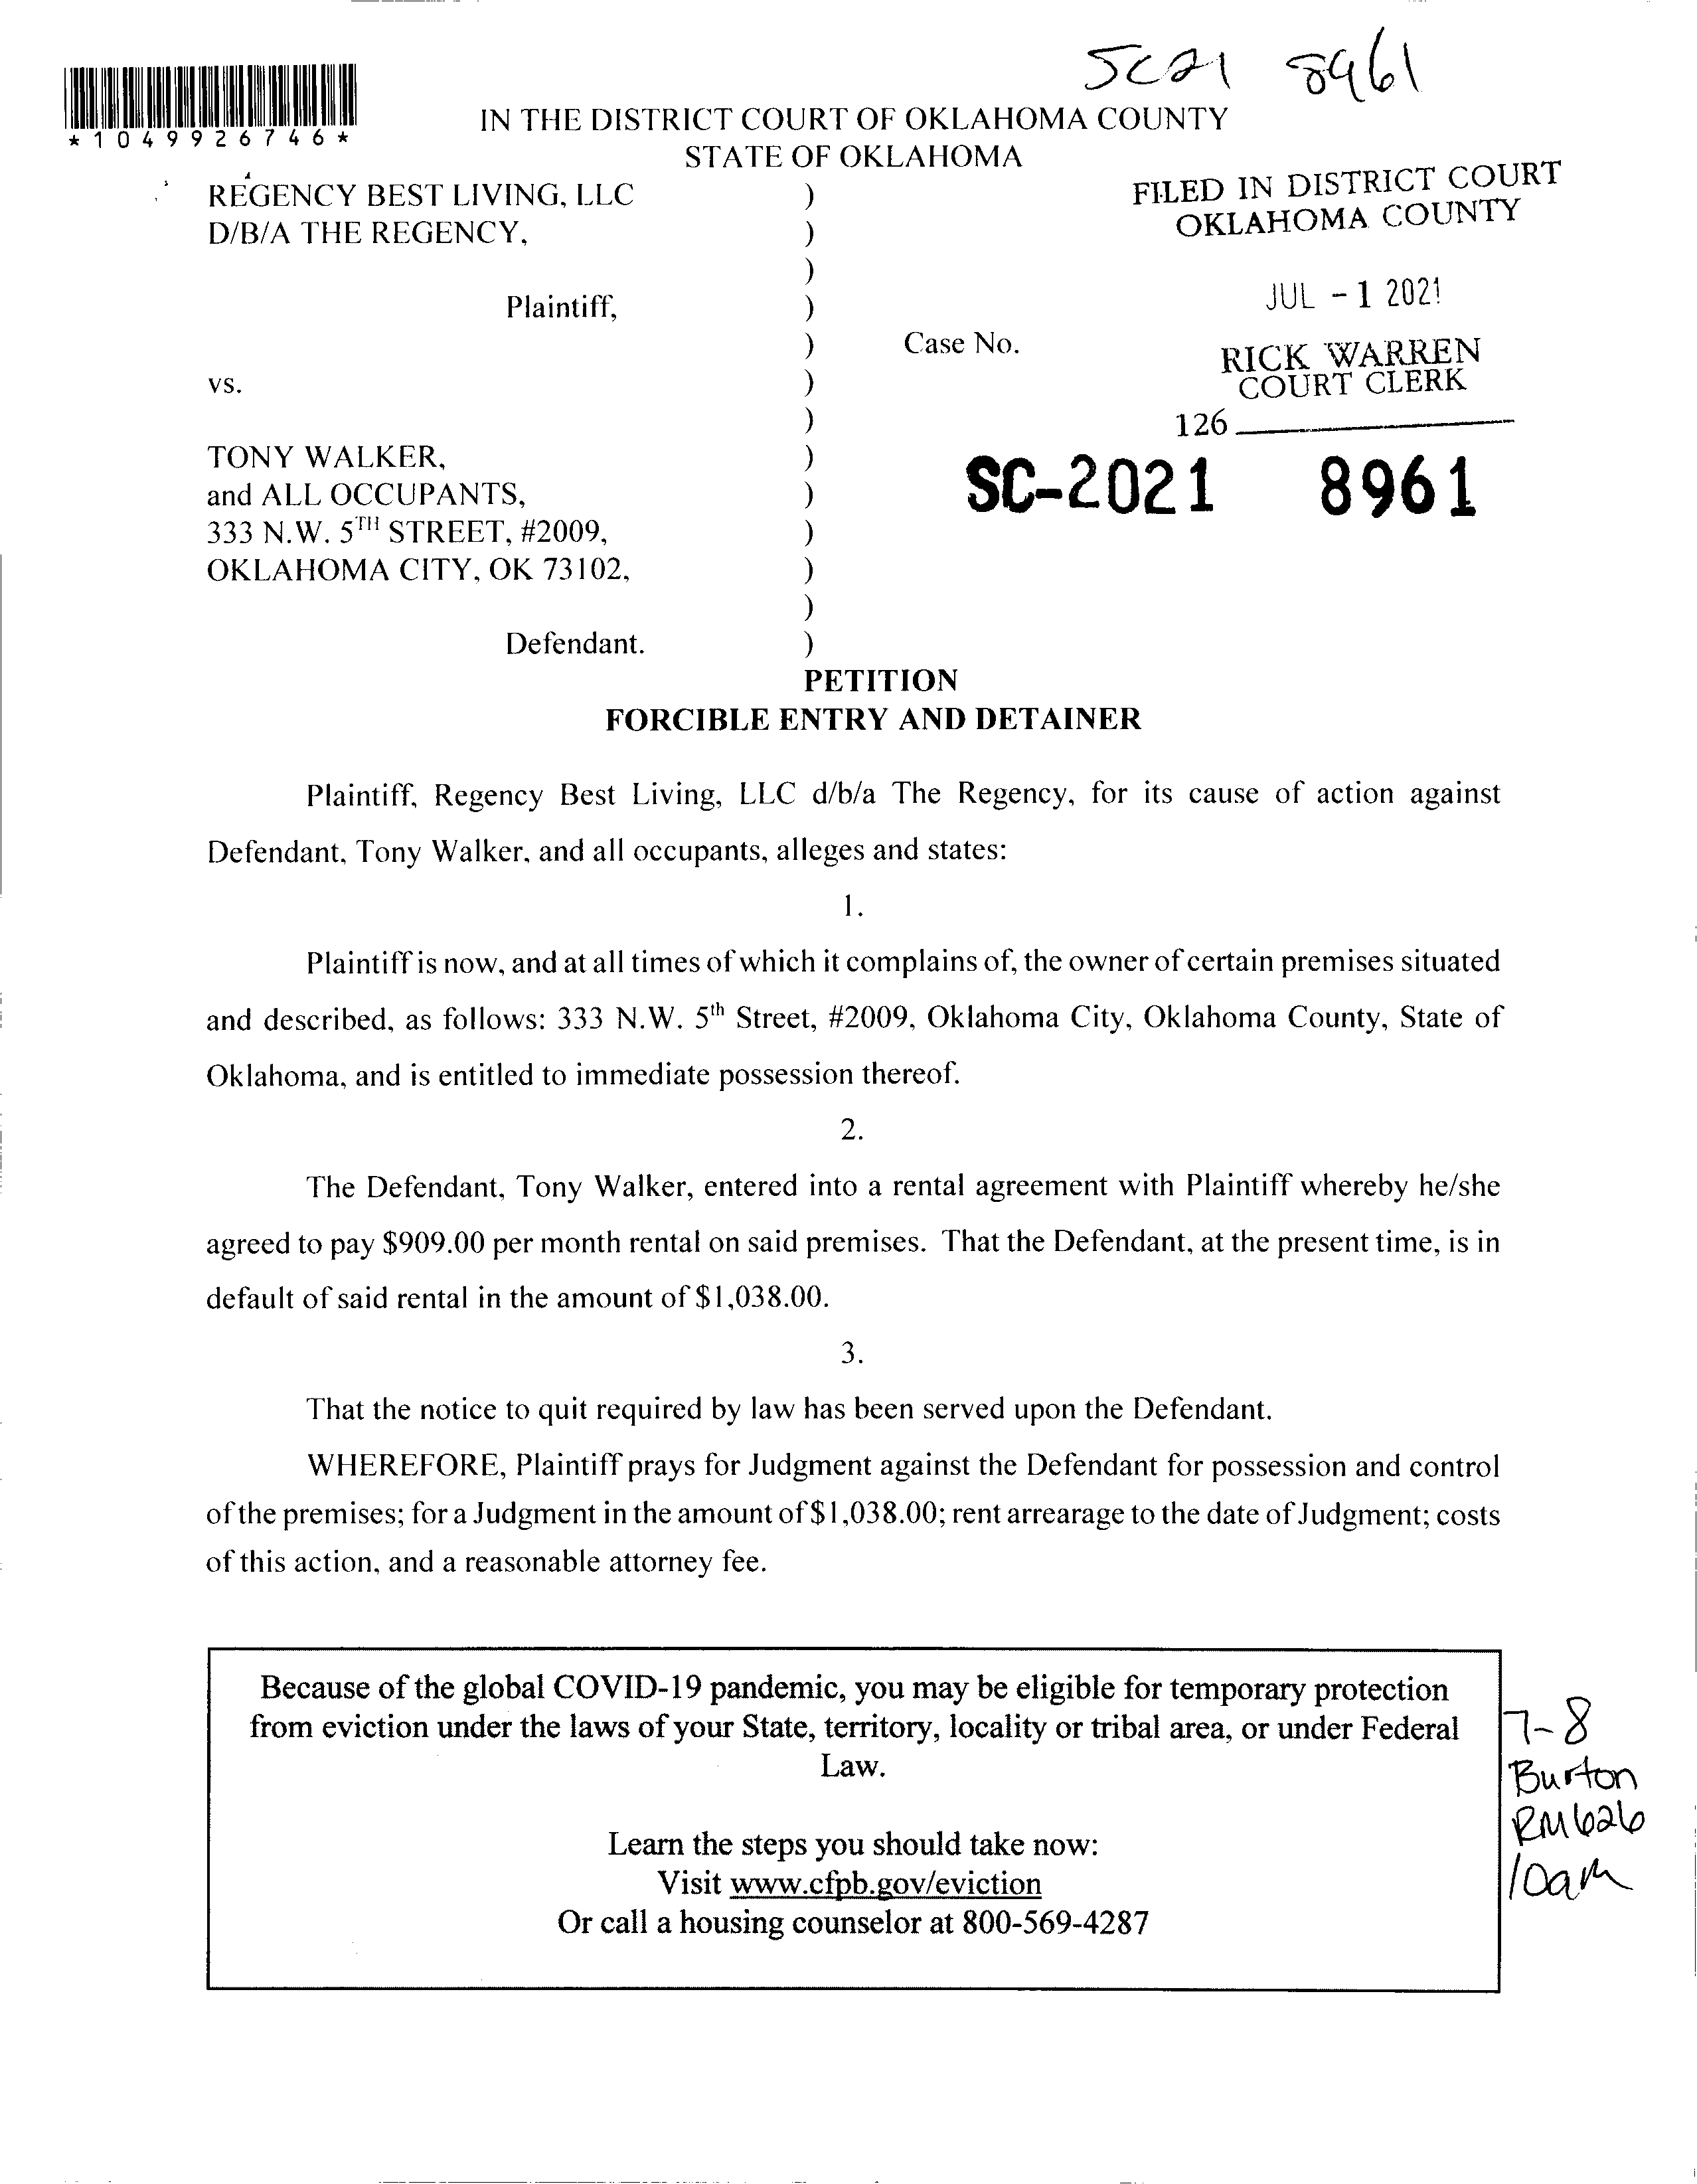 SC21 8961
*1049926746*
IN THE DISTRICT COURT OF OKLAHOMA COUNTY
STATE OF OKLAHOMA
REGENCY BEST LIVING, LLC )
D/B/A THE REGENCY, )
)
Plaintiff, )
) Case No.
vs. )
)
TONY WALKER, )
and ALL OCCUPANTS, )
333 N.W. 5TH STREET, #2009, )
OKLAHOMA CITY, OK 73102, )
)
Defendant. )
FILED IN DISTRICT COURT
OKLAHOMA COUNTY
JUL - 1 2021
RICK WARREN
COURT CLERK
126
SC-2021 8961
PETITION
FORCIBLE ENTRY AND DETAINER
Plaintiff, Regency Best Living, LLC d/b/a The Regency, for its cause of action against
Defendant, Tony Walker, and all occupants, alleges and states:
1.
Plaintiff is now, and at all times of which it complains of, the owner of certain premises situated
and described, as follows: 333 N.W. 5th Street, #2009, Oklahoma City, Oklahoma County, State of
Oklahoma, and is entitled to immediate possession thereof.
2.
The Defendant, Tony Walker, entered into a rental agreement with Plaintiff whereby he/she
agreed to pay $909.00 per month rental on said premises. That the Defendant, at the present time, is in
default of said rental in the amount of $1,038.00.
3.
That the notice to quit required by law has been served upon the Defendant.
WHEREFORE, Plaintiff prays for Judgment against the Defendant for possession and control
of the premises; for a Judgment in the amount of $1,038.00; rent arrearage to the date of Judgment; costs
of this action, and a reasonable attorney fee.
Because of the global COVID-19 pandemic, you may be eligible for temporary protection
from eviction under the laws of your State, territory, locality or tribal area, or under Federal
Law.
Learn the steps you should take now:
Visit www.cfpb.gov/eviction
Or call a housing counselor at 800-569-4287
7-8
Burton
RM626
10am